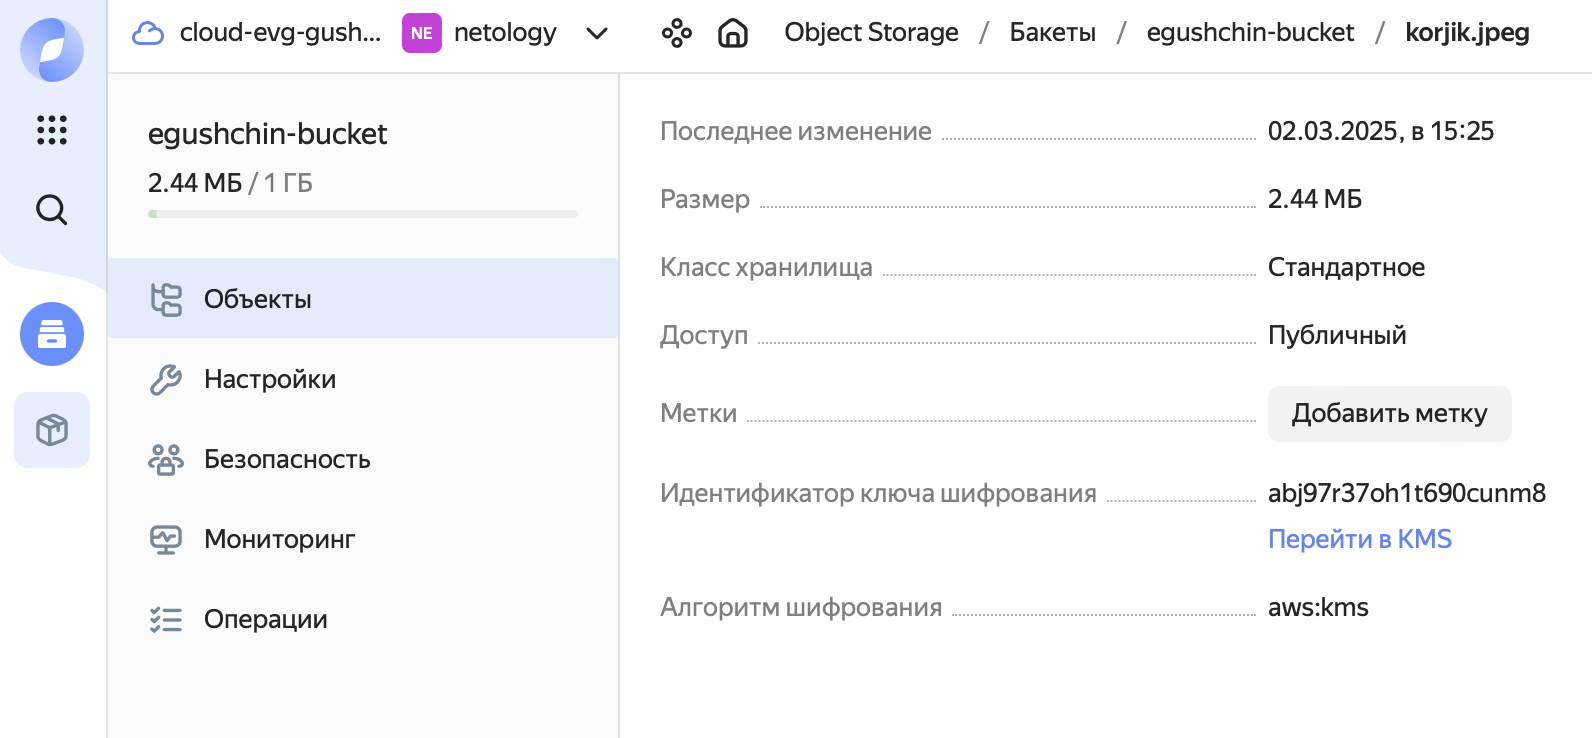 cloud-evg-gush... NE netology Object Storage / Бакеты / egushchin-bucket / korjik.jpeg
egushchin-bucket
2.44 МБ / 1 ГБ
Объекты
Настройки
Безопасность
Мониторинг
Операции
Последнее изменение 02.03.2025, в 15:25
Размер 2.44 МБ
Класс хранилища Стандартное
Доступ Публичный
Метки Добавить метку
Идентификатор ключа шифрования abj97r37oh1t690cunm8
Перейти в KMS
Алгоритм шифрования aws:kms